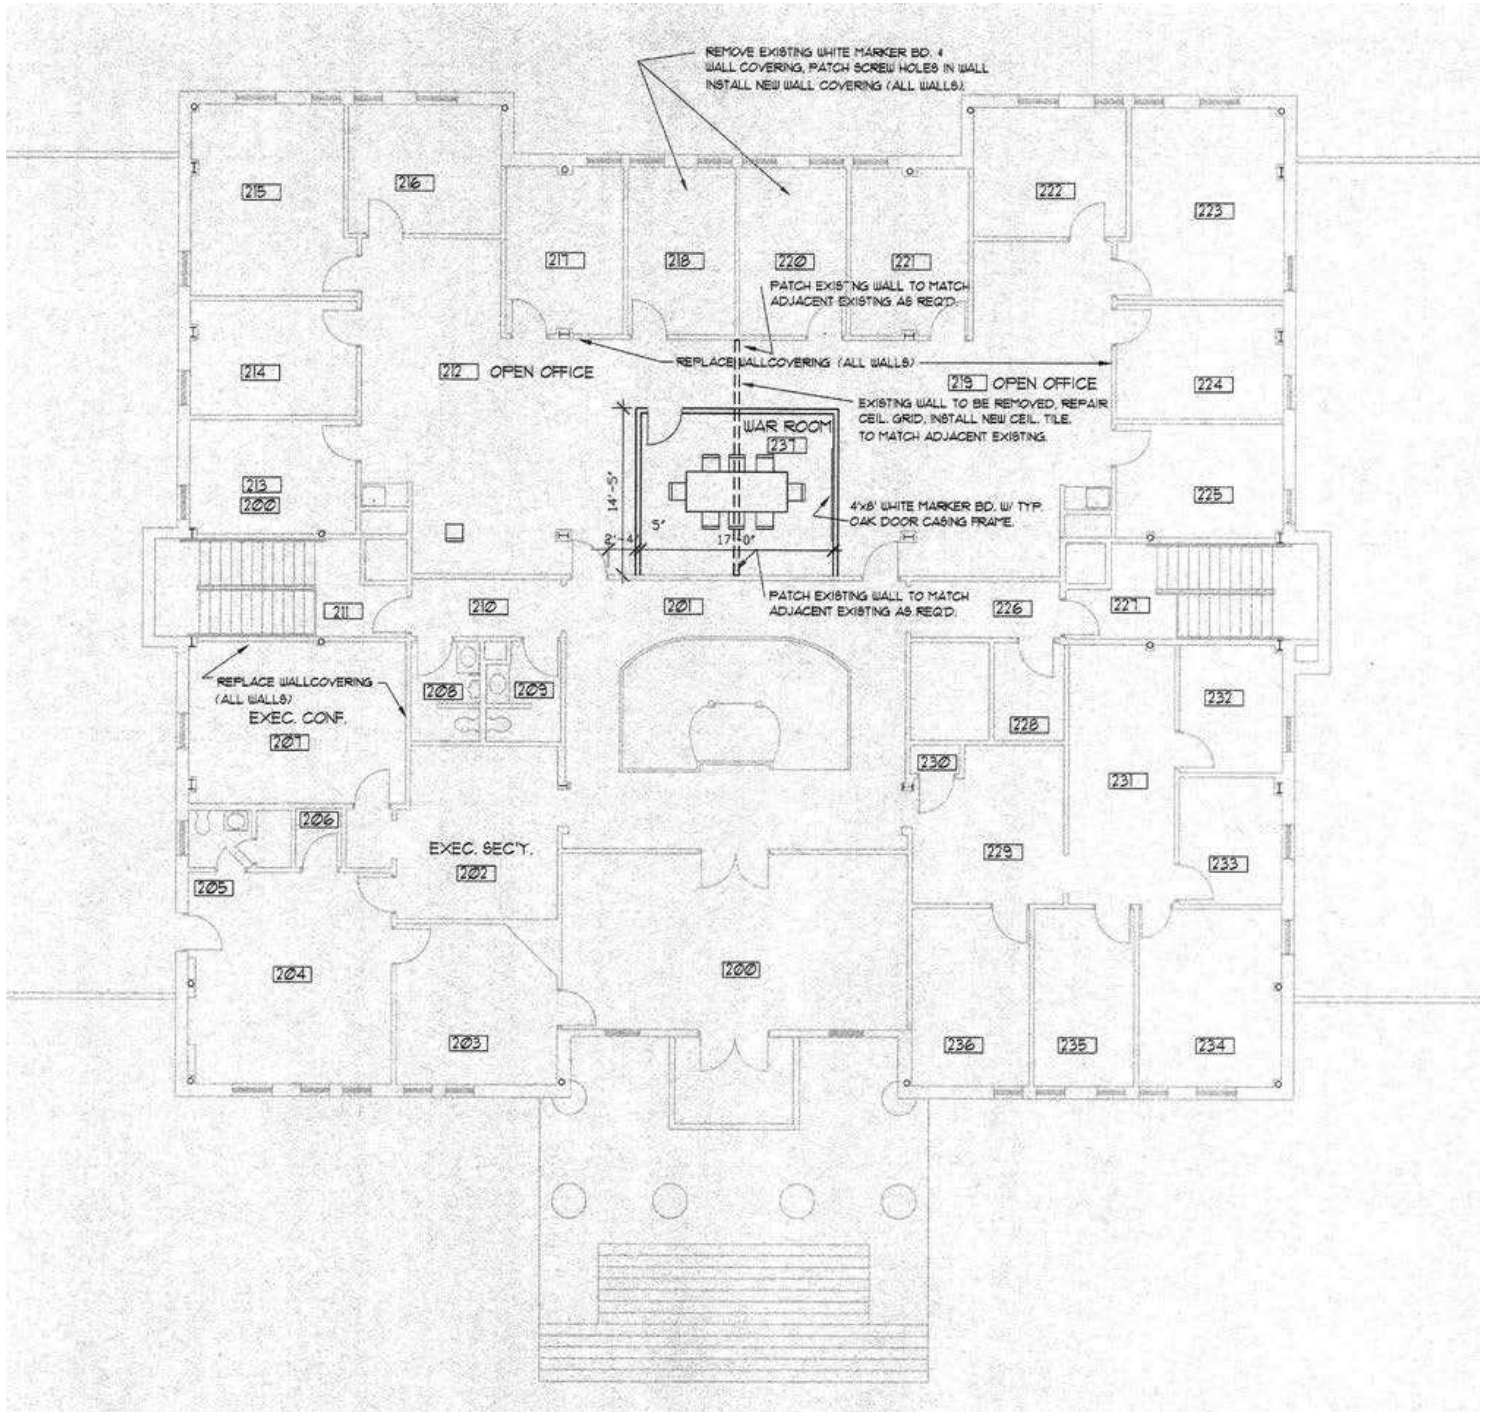 REMOVE EXISTING WHITE MARKER BD. &
WALL COVERING, PATCH SCREW HOLES IN WALL
INSTALL NEW WALL COVERING (ALL WALLS).
215
216
222
223
217
218
220
221
PATCH EXISTING WALL TO MATCH
ADJACENT EXISTING AS REQ'D.
REPLACE WALLCOVERING (ALL WALLS)
214
212 OPEN OFFICE
219 OPEN OFFICE
224
EXISTING WALL TO BE REMOVED, REPAIR
CEIL. GRID, INSTALL NEW CEIL. TILE.
TO MATCH ADJACENT EXISTING.
WAR ROOM
237
213
200
225
14'-5"
4'x8' WHITE MARKER BD. W/ TYP.
OAK DOOR CASING FRAME.
5"
2'-4"
17'-0"
PATCH EXISTING WALL TO MATCH
ADJACENT EXISTING AS REQ'D.
211
210
201
226
227
REPLACE WALLCOVERING
(ALL WALLS)
EXEC. CONF.
207
208
209
228
232
230
231
206
EXEC. SEC'Y.
202
229
233
205
204
200
203
236
235
234